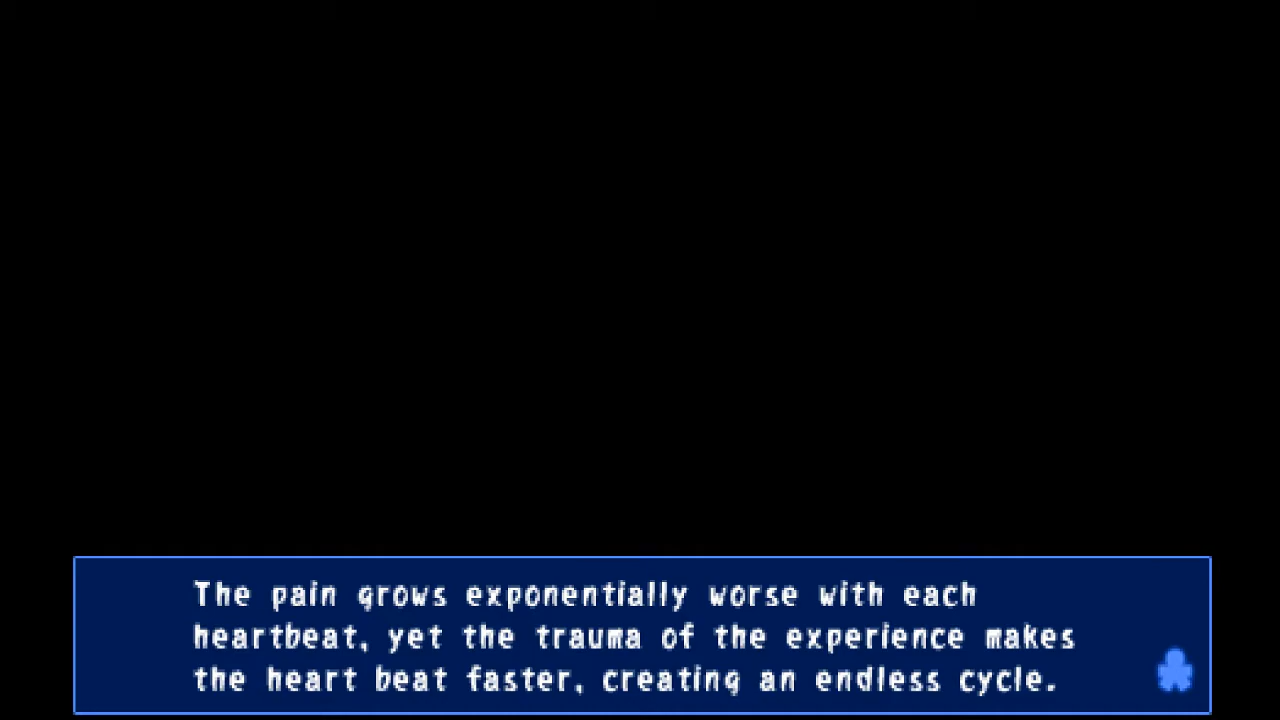 The pain grows exponentially worse with each
heartbeat, yet the trauma of the experience makes
the heart beat faster, creating an endless cycle.